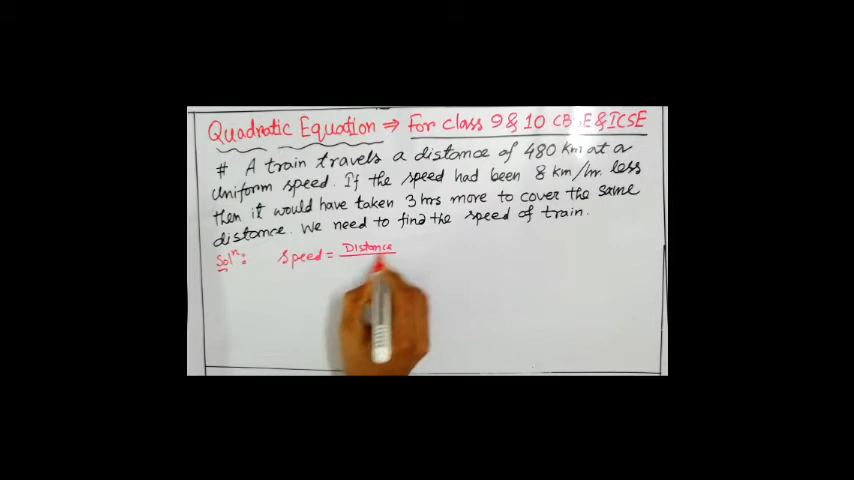 Quadratic Equation ⇒ For Class 9 & 10 CBSE & ICSE
# A train travels a distance of 480 Km at a
uniform speed. If the speed had been 8 km/hr less
then it would have taken 3 hrs more to cover the same
distance. We need to find the speed of train.
Distance
Solⁿ: Speed =